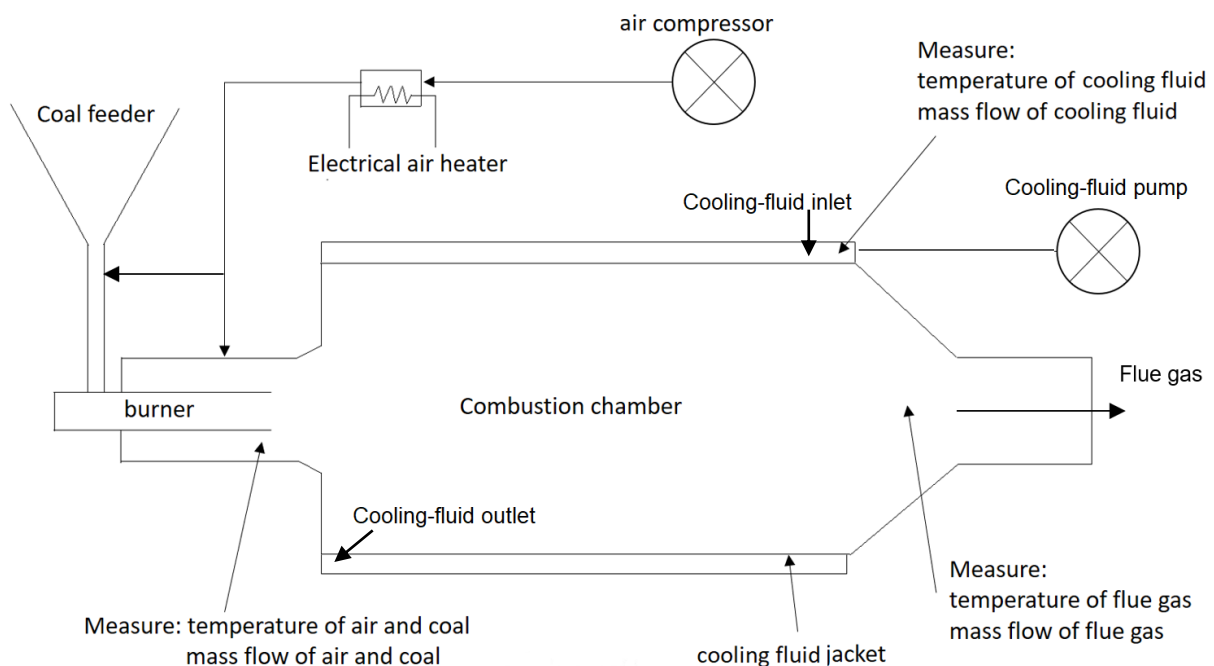 air compressor
Measure:
temperature of cooling fluid
mass flow of cooling fluid
Coal feeder
Electrical air heater
Cooling-fluid inlet
Cooling-fluid pump
Flue gas
burner
Combustion chamber
Cooling-fluid outlet
Measure:
temperature of flue gas
mass flow of flue gas
Measure: temperature of air and coal
mass flow of air and coal
cooling fluid jacket